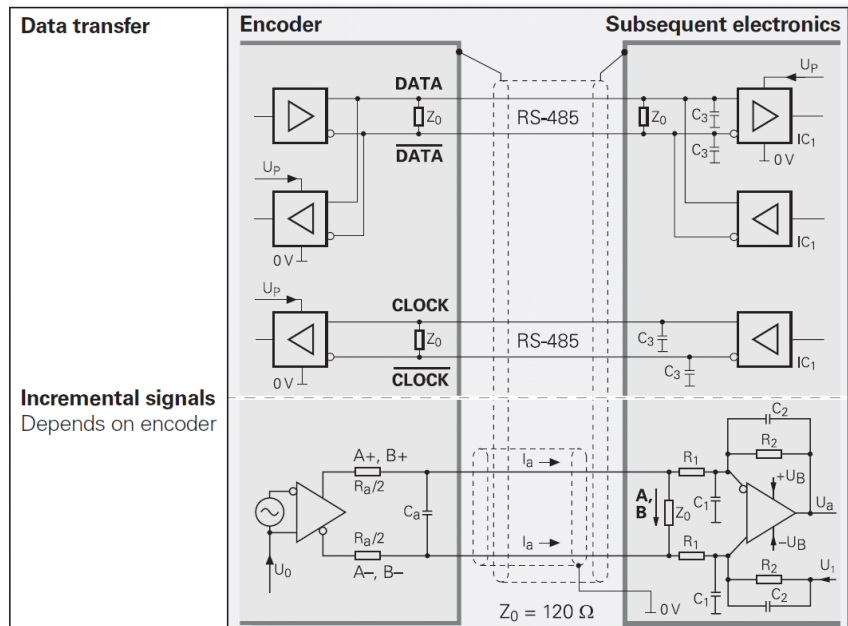 Data transfer
Encoder
Subsequent electronics
DATA
Z0
RS-485
Z0
C3
UP
IC1
DATA
C3
0 V
UP
0 V
IC1
UP
CLOCK
Z0
RS-485
C3
IC1
CLOCK
C3
0 V
Incremental signals
Depends on encoder
A+, B+
Ra/2
Ia
Ca
Ra/2
A–, B–
Ia
U0
A,
B
Z0
R1
C1
R1
C1
C2
R2
+UB
Ua
–UB
R2
U1
C2
0 V
Z0 = 120 Ω